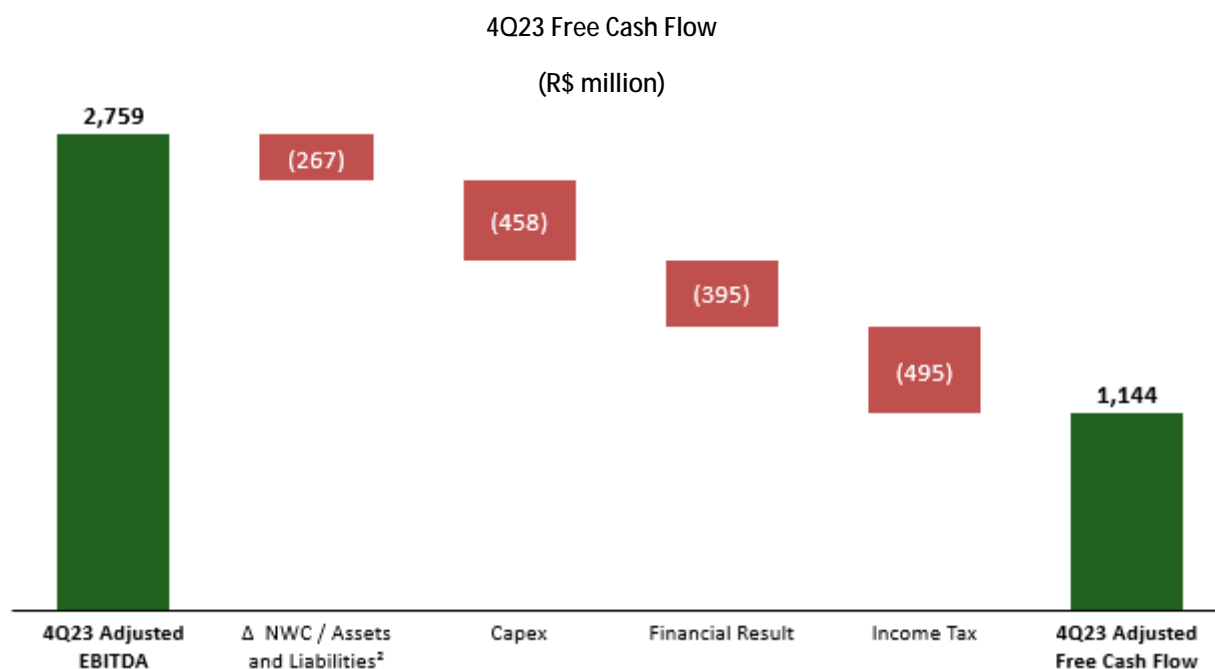 4Q23 Free Cash Flow
(R$ million)
2,759
(267)
(458)
(395)
(495)
1,144
4Q23 Adjusted
EBITDA
Δ NWC / Assets
and Liabilities²
Capex
Financial Result
Income Tax
4Q23 Adjusted
Free Cash Flow